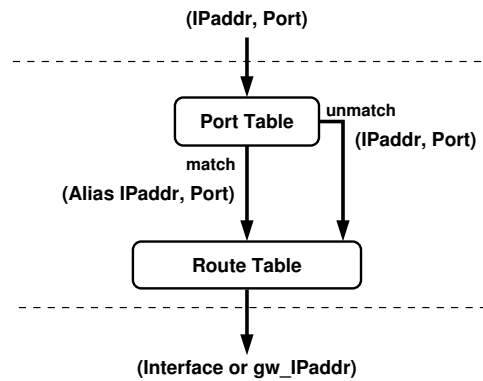 (IPaddr, Port)
Port Table
unmatch
(IPaddr, Port)
match
(Alias IPaddr, Port)
Route Table
(Interface or gw_IPaddr)